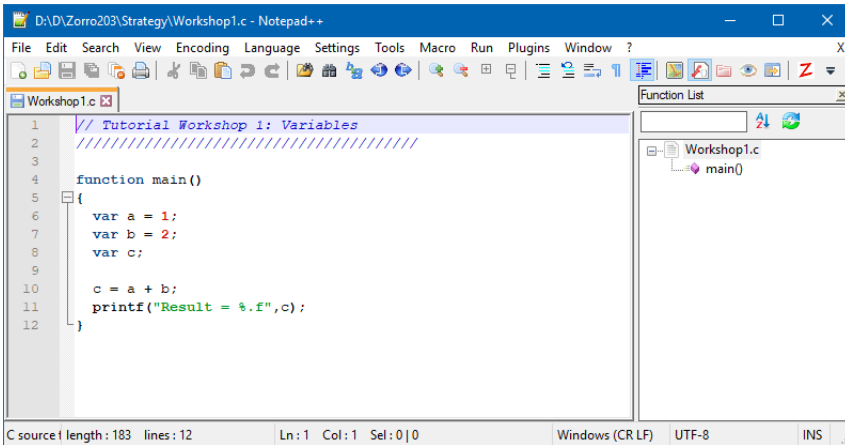 D:\D\Zorro203\Strategy\Workshop1.c - Notepad++
File Edit Search View Encoding Language Settings Tools Macro Run Plugins Window ? X
Workshop1.c
Function List
1 // Tutorial Workshop 1: Variables
2 /////////////////////////////////////////
3
4 function main()
5 {
6 var a = 1;
7 var b = 2;
8 var c;
9
10 c = a + b;
11 printf("Result = %.f",c);
12 }
Workshop1.c
main()
C source f length : 183 lines : 12 Ln : 1 Col : 1 Sel : 0 | 0 Windows (CR LF) UTF-8 INS